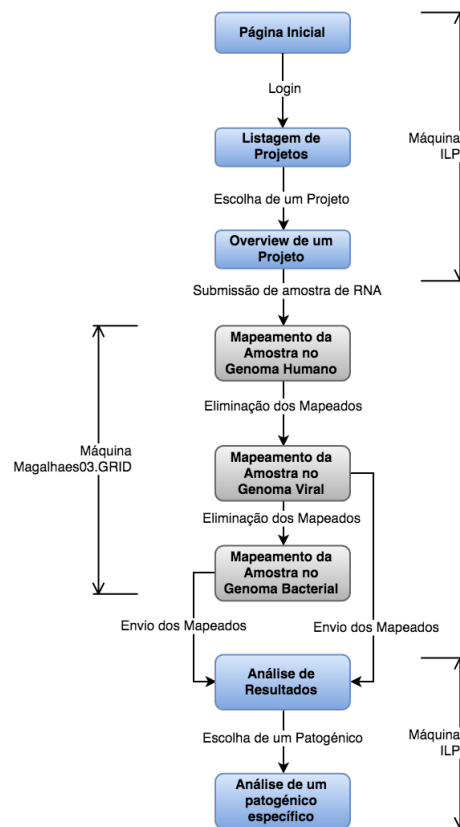 Página Inicial
Login
Listagem de
Projetos
Máquina
ILP
Escolha de um Projeto
Overview de um
Projeto
Submissão de amostra de RNA
Mapeamento da
Amostra no
Genoma Humano
Eliminação dos Mapeados
Máquina
Magalhaes03.GRID
Mapeamento da
Amostra no
Genoma Viral
Eliminação dos Mapeados
Mapeamento da
Amostra no
Genoma Bacterial
Envio dos Mapeados
Envio dos Mapeados
Análise de
Resultados
Escolha de um Patogénico
Máquina
ILP
Análise de um
patogénico
específico